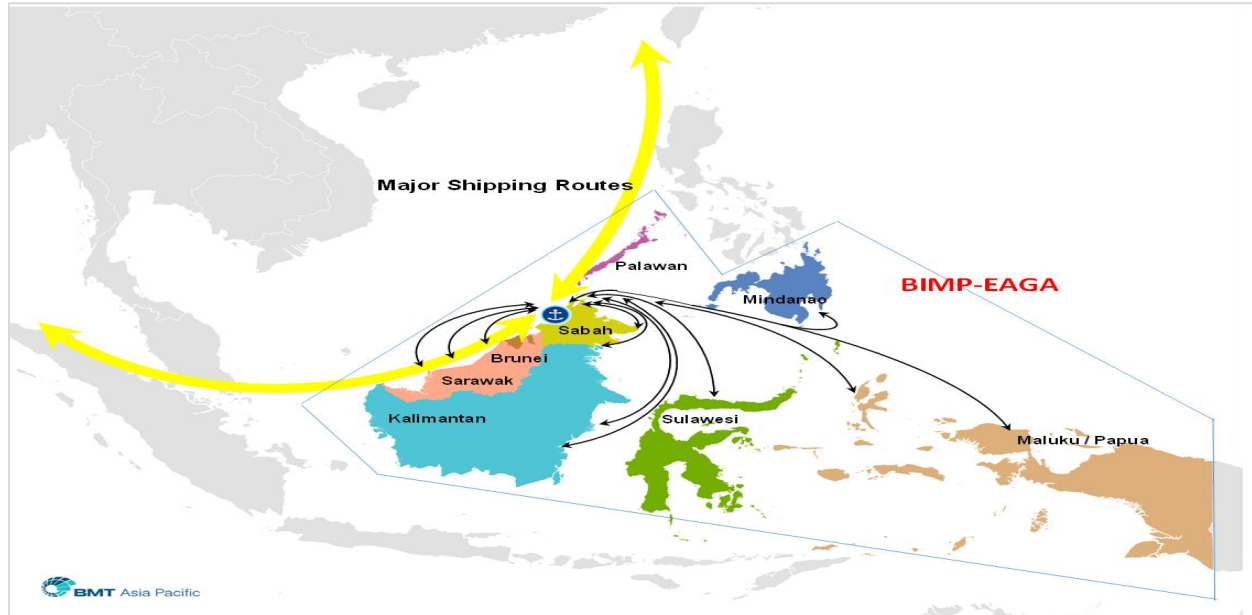 Major Shipping Routes
Palawan
BIMP-EAGA
Mindanao
Sabah
Brunei
Sarawak
Kalimantan
Sulawesi
Maluku / Papua
BMT Asia Pacific